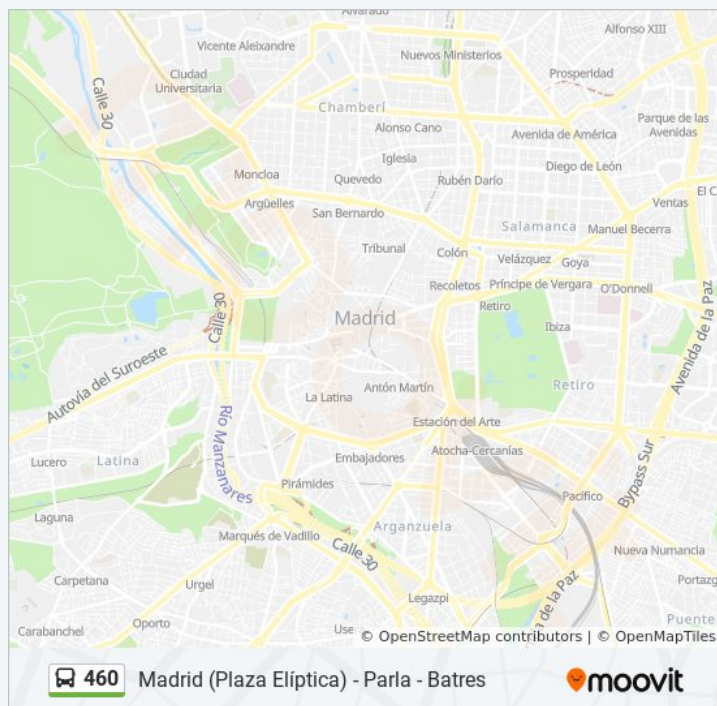 Alvarado
Alfonso XIII
Vicente Aleixandre
Nuevos Ministerios
Ciudad
Universitaria
Prosperidad
Calle 30
Chamberí
Parque de las
Avenidas
Alonso Cano
Avenida de América
Iglesia
Diego de León
Moncloa
Quevedo
Rubén Darío
El C
Argüelles
Ventas
San Bernardo
Salamanca
Manuel Becerra
Tribunal
Colón
Velázquez
Goya
Recoletos
Príncipe de Vergara
O'Donnell
Retiro
Calle 30
Madrid
Ibiza
Avenida de la Paz
Autovía del Suroeste
Antón Martín
Retiro
La Latina
Estación del Arte
Río Manzanares
Embajadores
Atocha-Cercanías
Lucero
Latina
Bypass Sur
Pirámides
Pacífico
Laguna
Arganzuela
Marqués de Vadillo
Calle 30
Nueva Numancia
Carpetana
Urgel
Portazg
Legazpi
a de la Paz
Oporto
Puente
Carabanchel
Use
© OpenStreetMap contributors | © OpenMapTiles
460 Madrid (Plaza Elíptica) - Parla - Batres
moovit